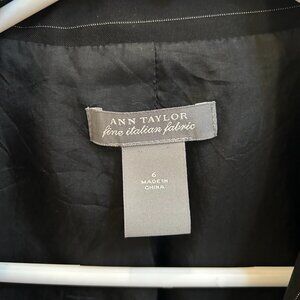 ANN TAYLOR
fine italian fabric
6
MADE IN
CHINA